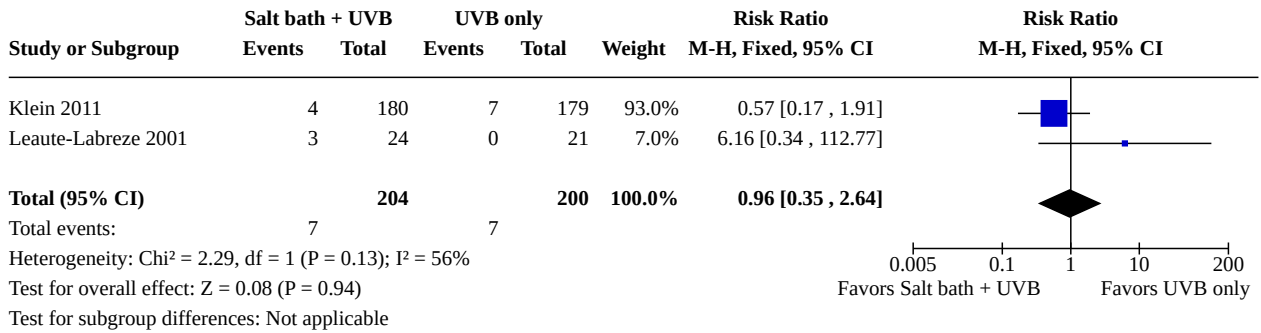 Salt bath + UVB UVB only Risk Ratio Risk Ratio
Study or Subgroup Events Total Events Total Weight M-H, Fixed, 95% CI M-H, Fixed, 95% CI
Klein 2011 4 180 7 179 93.0% 0.57 [0.17 , 1.91]
Leaute-Labreze 2001 3 24 0 21 7.0% 6.16 [0.34 , 112.77]
Total (95% CI) 204 200 100.0% 0.96 [0.35 , 2.64]
Total events: 7 7
Heterogeneity: Chi² = 2.29, df = 1 (P = 0.13); I² = 56%
0.005 0.1 1 10 200
Test for overall effect: Z = 0.08 (P = 0.94) Favors Salt bath + UVB Favors UVB only
Test for subgroup differences: Not applicable